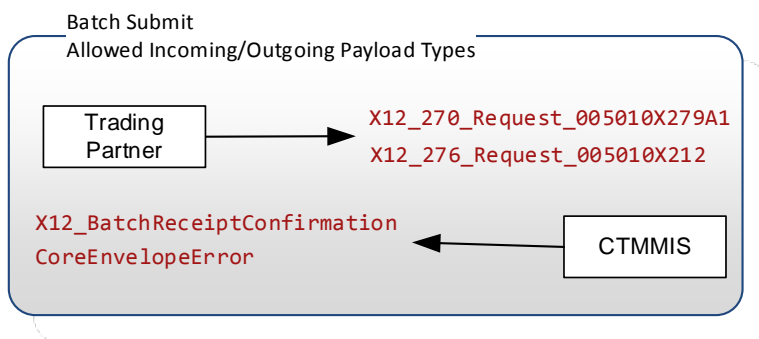 Batch Submit
Allowed Incoming/Outgoing Payload Types
Trading
Partner
X12_270_Request_005010X279A1
X12_276_Request_005010X212
X12_BatchReceiptConfirmation
CoreEnvelopeError
CTMMIS